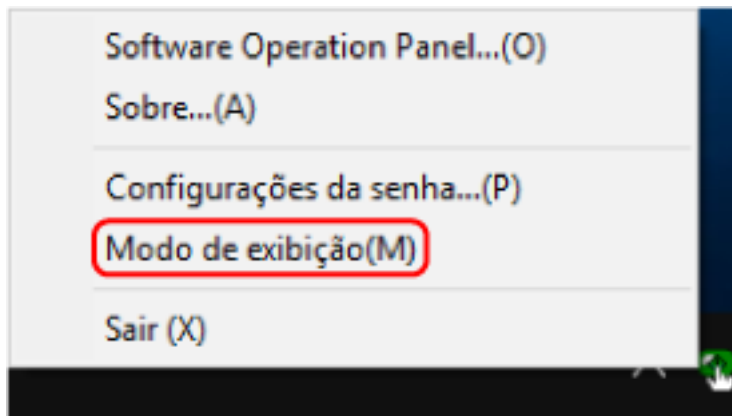 Software Operation Panel...(O)
Sobre...(A)
Configurações da senha...(P)
Modo de exibição(M)
Sair (X)